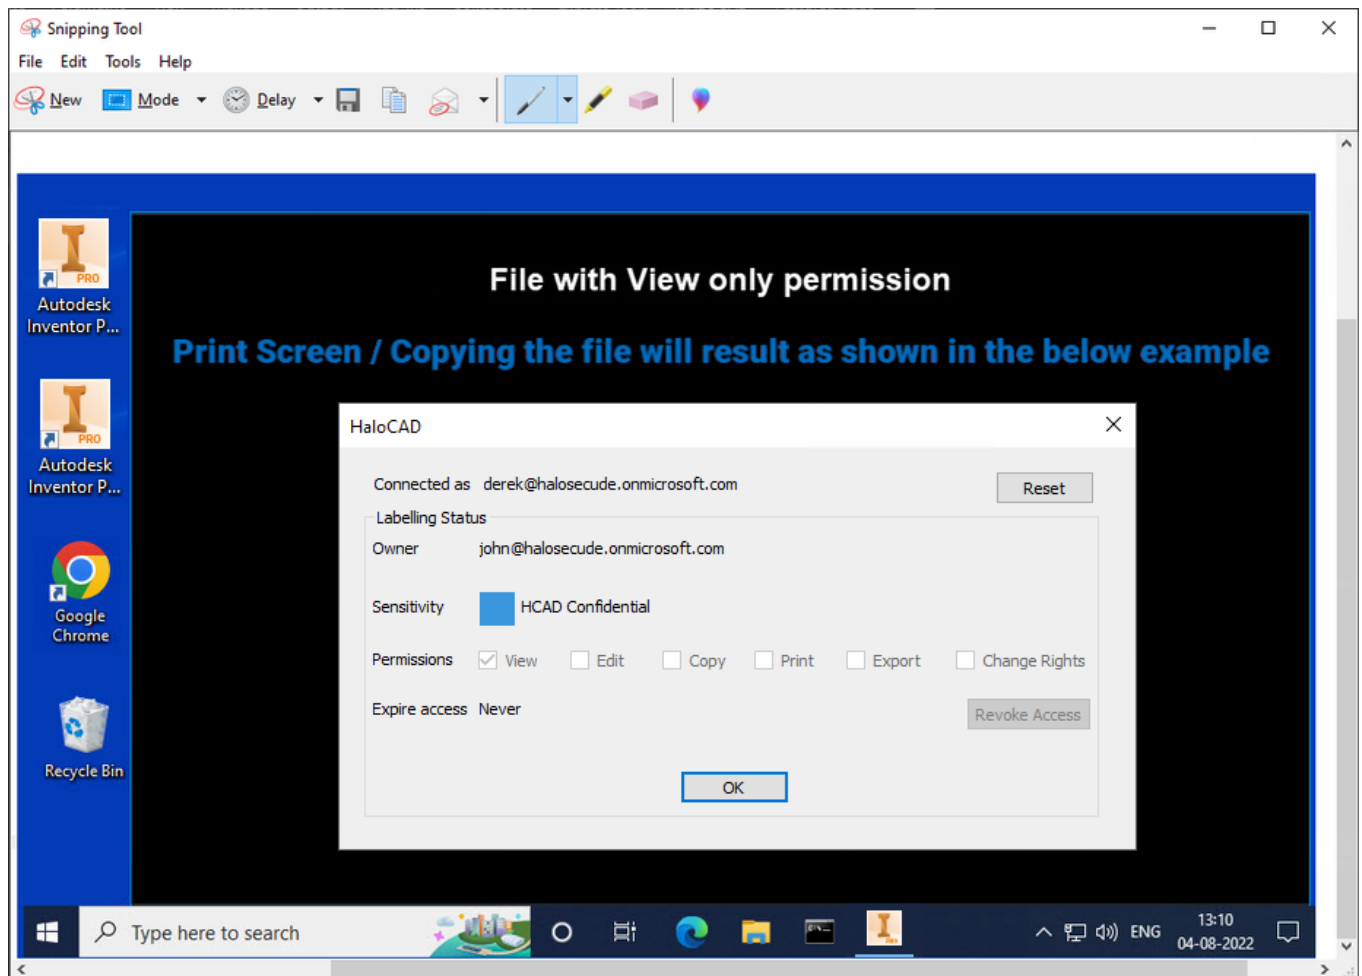 Snipping Tool
File Edit Tools Help
New Mode Delay
File with View only permission
Print Screen / Copying the file will result as shown in the below example
PRO
Autodesk
Inventor P...
PRO
Autodesk
Inventor P...
Google
Chrome
Recycle Bin
HaloCAD
Connected as derek@halosecude.onmicrosoft.com
Reset
Labelling Status
Owner john@halosecude.onmicrosoft.com
Sensitivity HCAD Confidential
Permissions View Edit Copy Print Export Change Rights
Expire access Never
Revoke Access
OK
Type here to search
ENG
13:10
04-08-2022